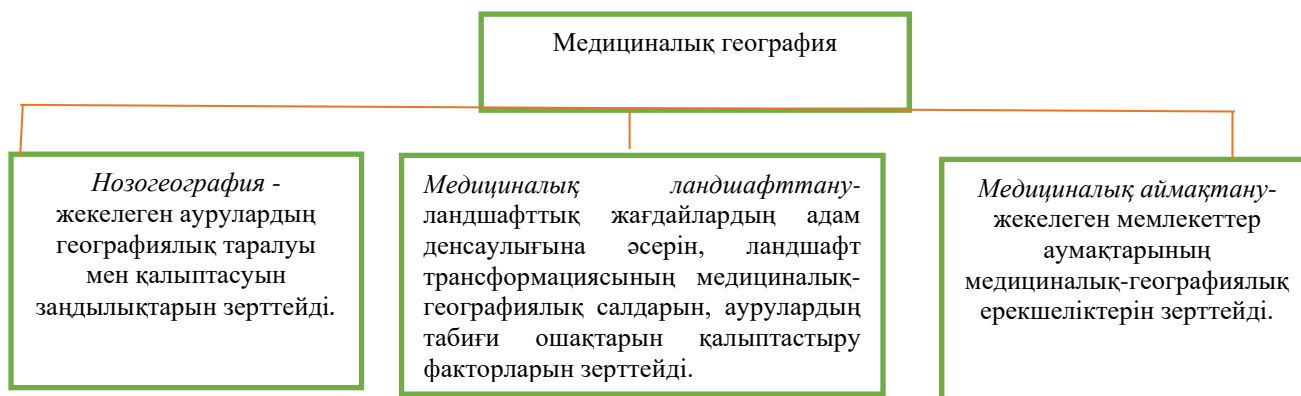 Медициналық география
Нозогеография -
жекелеген аурулардың
географиялық таралуы
мен қалыптасуын
заңдылықтарын зерттейді.
Медициналық ландшафттану-
ландшафттық жағдайлардың адам
денсаулығына әсерін, ландшафт
трансформациясының медициналық-
географиялық салдарын, аурулардың
табиғи ошақтарын қалыптастыру
факторларын зерттейді.
Медициналық аймақтану-
жекелеген мемлекеттер
аумақтарының
медициналық-географиялық
ерекшеліктерін зерттейді.